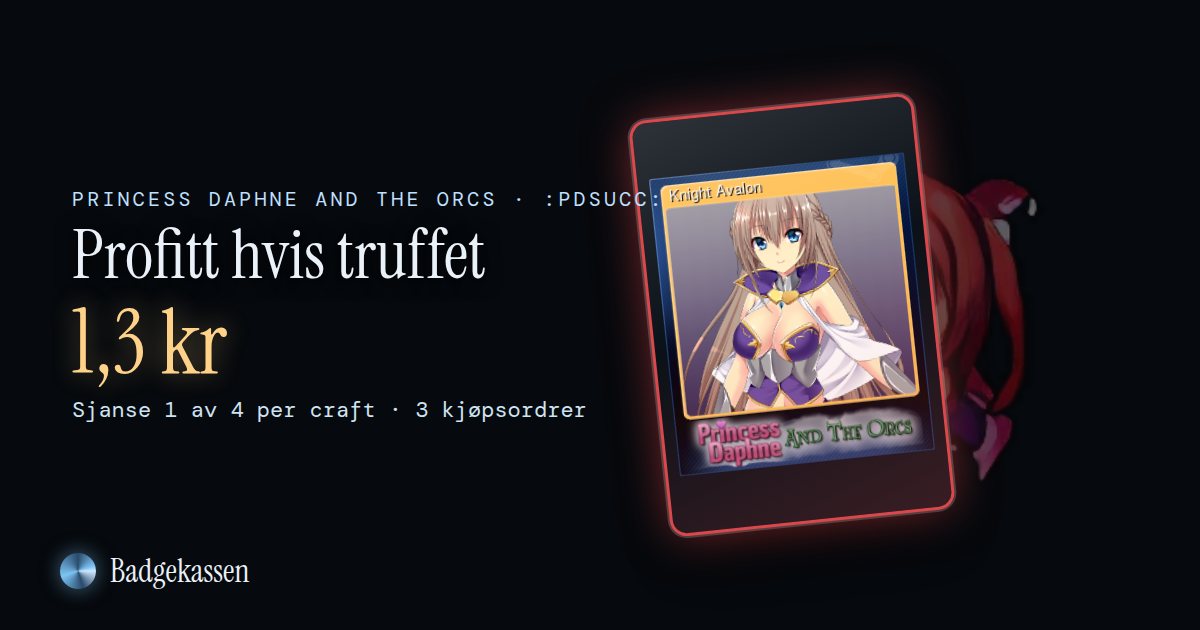 PRINCESS DAPHNE AND THE ORCS · :PDSUCC:
Profitt hvis truffet
1,3 kr
Sjanse 1 av 4 per craft · 3 kjøpsordrer
Badgekassen
Knight Avalon
Princess Daphne And The Orcs